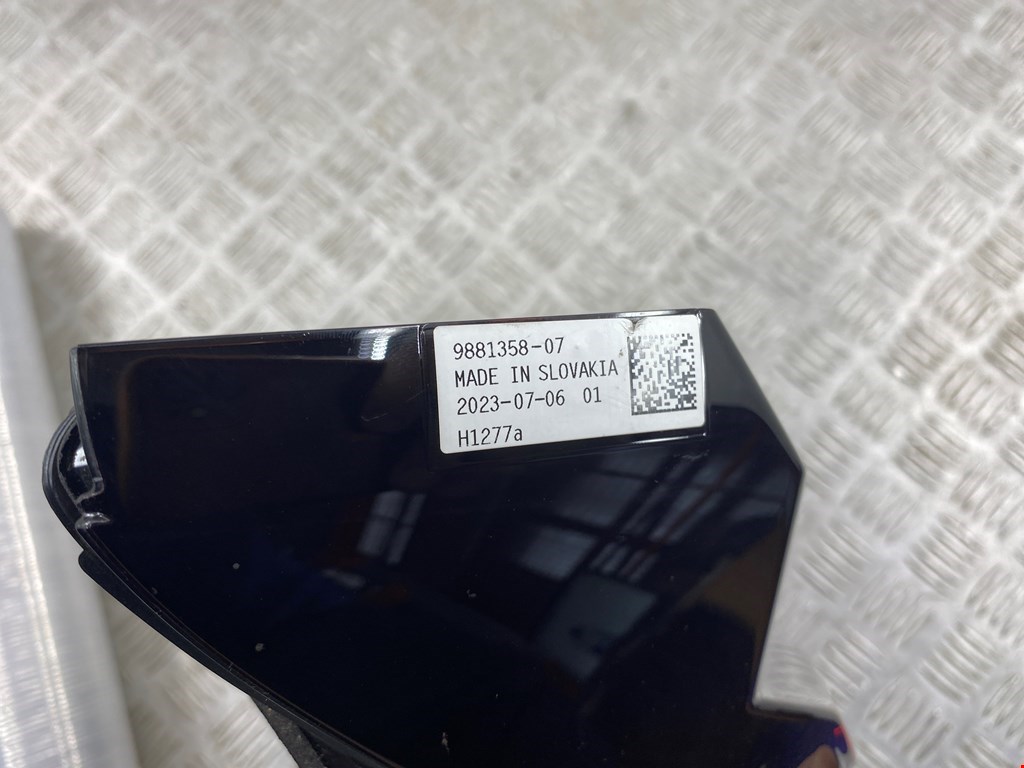 9881358-07
MADE IN SLOVAKIA
2023-07-06 01
H1277a